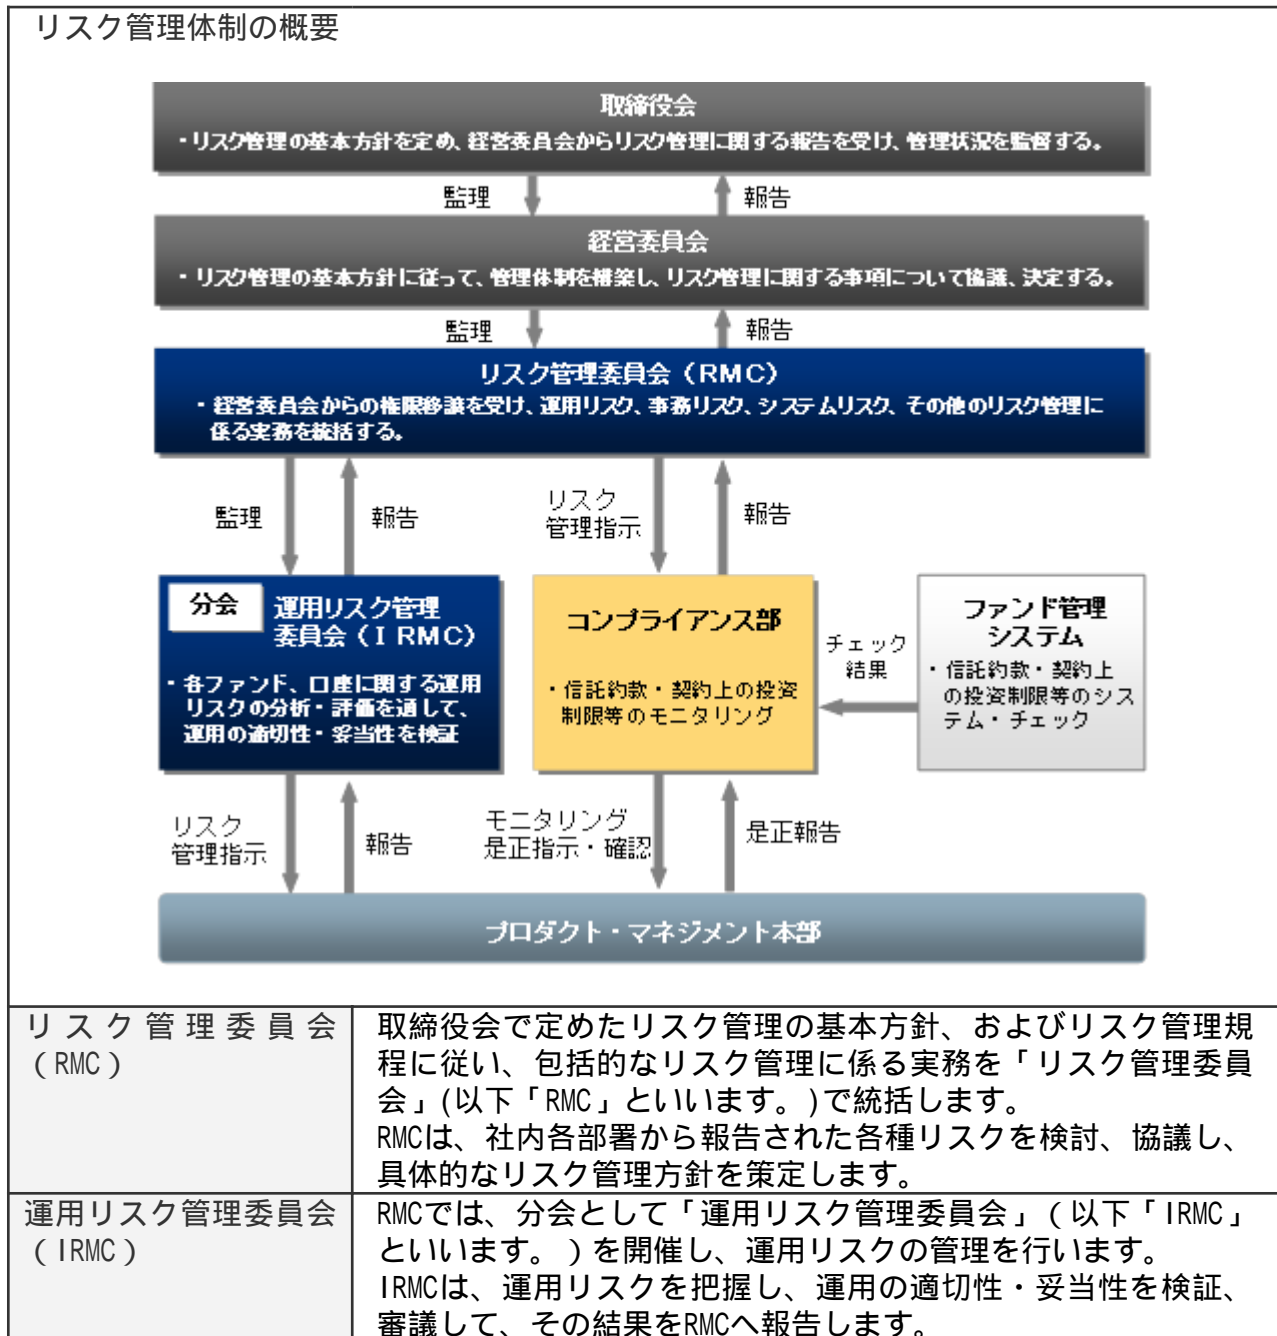 リスク管理体制の概要
取締役会
・リスク管理の基本方針を定め、経営委員会からリスク管理に関する報告を受け、管理状況を監督する。
監理
報告
経営委員会
・リスク管理の基本方針に従って、管理体制を構築し、リスク管理に関する事項について協議、決定する。
監理
報告
リスク管理委員会（RMC）
・経営委員会からの権限移譲を受け、運用リスク、事務リスク、システムリスク、その他のリスク管理に
係る実務を統括する。
監理
報告
リスク
管理指示
報告
分会
運用リスク管理
委員会（IRMC）
・各ファンド、口座に関する運用
リスクの分析・評価を通して、
運用の適切性・妥当性を検証
コンプライアンス部
・信託約款・契約上の投資
制限等のモニタリング
チェック
結果
ファンド管理
システム
・信託約款・契約上
の投資制限等のシス
テム・チェック
リスク
管理指示
報告
モニタリング
是正指示・確認
是正報告
プロダクト・マネジメント本部
リスク管理委員会
（RMC）
取締役会で定めたリスク管理の基本方針、およびリスク管理規
程に従い、包括的なリスク管理に係る実務を「リスク管理委員
会」(以下「RMC」といいます。)で統括します。
RMCは、社内各部署から報告された各種リスクを検討、協議し、
具体的なリスク管理方針を策定します。
運用リスク管理委員会
（IRMC）
RMCでは、分会として「運用リスク管理委員会」（以下「IRMC」
といいます。）を開催し、運用リスクの管理を行います。
IRMCは、運用リスクを把握し、運用の適切性・妥当性を検証、
審議して、その結果をRMCへ報告します。